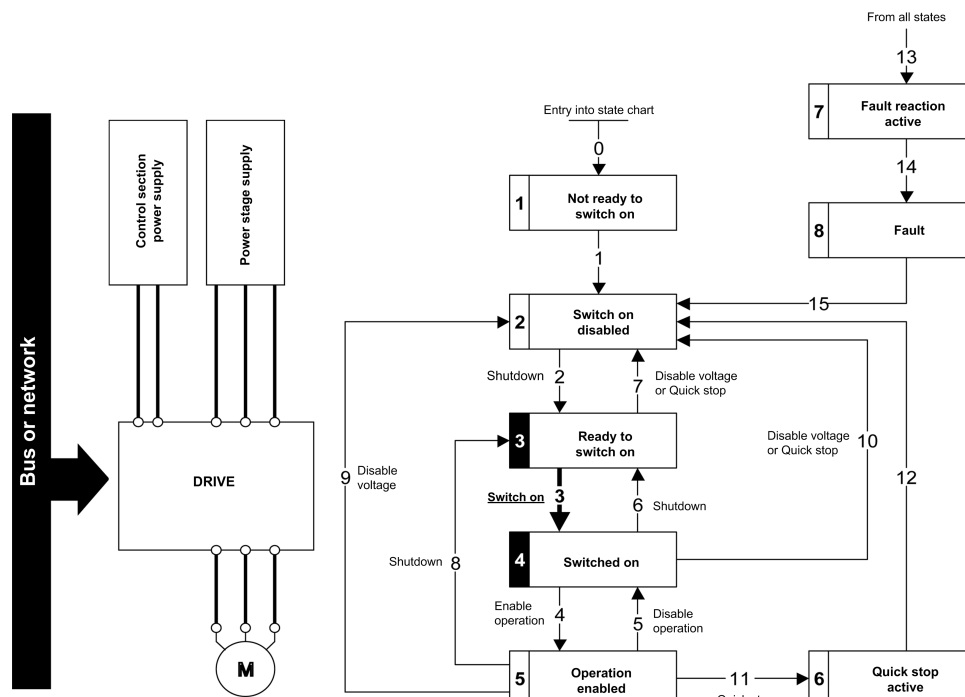 From all states
13
7
Fault reaction
active
14
8
Fault
15
Entry into state chart
0
1
Not ready to
switch on
1
2
Switch on
disabled
Shutdown
2
7
Disable voltage
or Quick stop
3
Ready to
switch on
Switch on
3
6
Shutdown
4
Switched on
Disable voltage
or Quick stop
10
12
9
Disable
voltage
Shutdown
8
Enable
operation
4
5
Disable
operation
5
Operation
enabled
11
6
Quick stop
active
Bus or network
Control section
power supply
Power stage supply
DRIVE
M